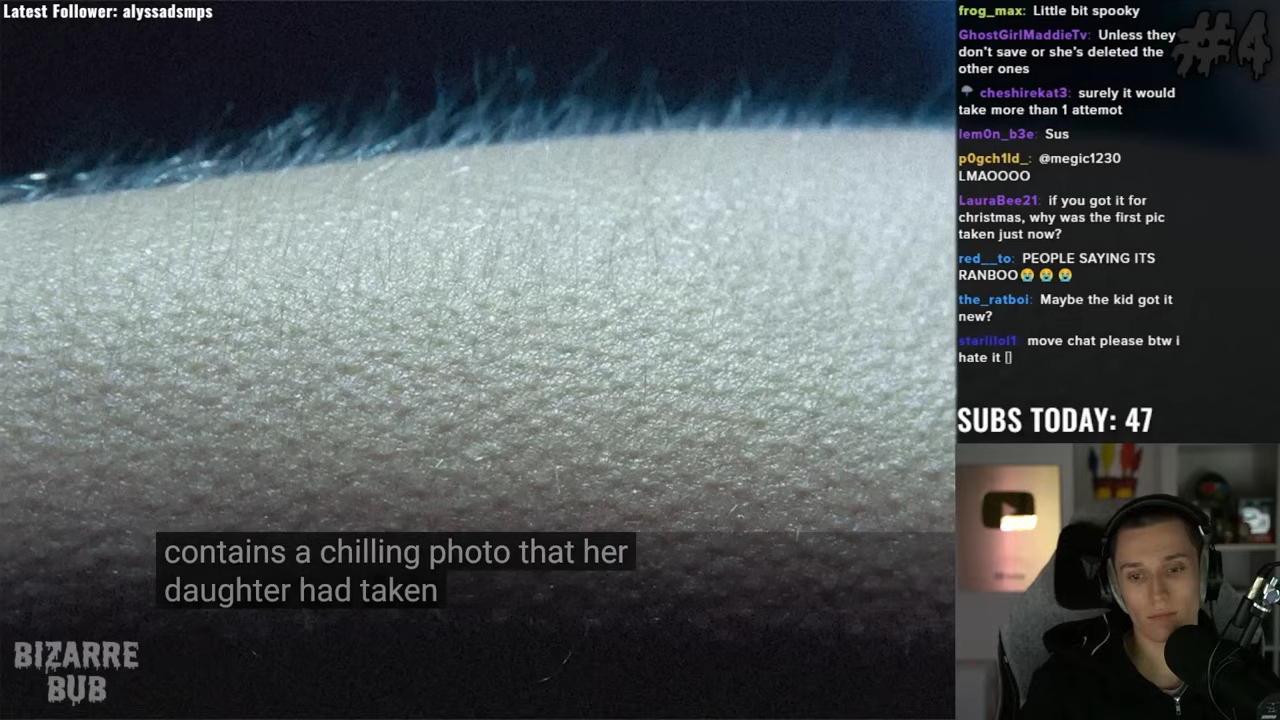 Latest Follower: alyssadsmps
#4
frog_max: Little bit spooky
GhostGirlMaddieTv: Unless they
don't save or she's deleted the
other ones
cheshirekat3: surely it would
take more than 1 attemot
lem0n_b3e: Sus
p0gch1ld_: @megic1230
LMAOOOO
LauraBee21: if you got it for
christmas, why was the first pic
taken just now?
red__to: PEOPLE SAYING ITS
RANBOO😭😭😭
the_ratboi: Maybe the kid got it
new?
starlilol1 move chat please btw i
hate it []
SUBS TODAY: 47
contains a chilling photo that her
daughter had taken
BIZARRE
BUB